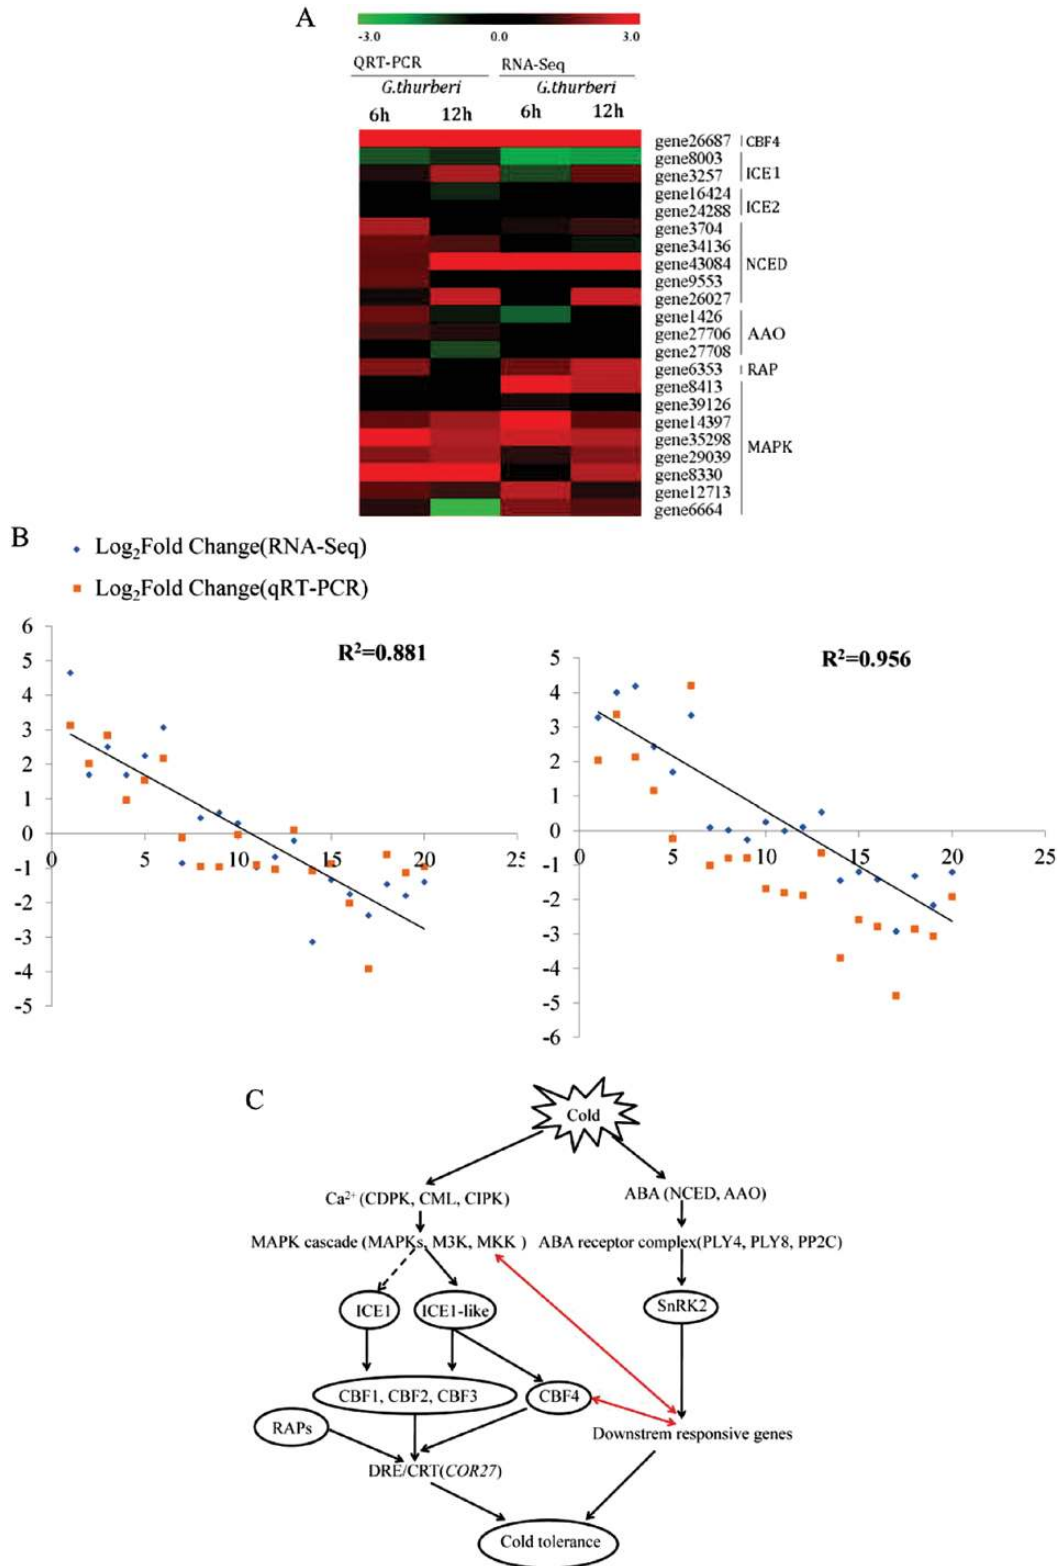 A
-3.0 0.0 3.0
QRT-PCR RNA-Seq
G.thurberi G.thurberi
6h 12h 6h 12h
gene26687 CBF4
gene8003
gene3257 ICE1
gene16424
gene24288 ICE2
gene3704
gene34136
gene43084 NCED
gene9553
gene26027
gene1426
gene27706 AAO
gene27708
gene6353 RAP
gene8413
gene39126
gene14397
gene35298 MAPK
gene29039
gene8330
gene12713
gene6664
B
Log2Fold Change(RNA-Seq)
Log2Fold Change(qRT-PCR)
R²=0.881
6
5
4
3
2
1
0
-1
-2
-3
-4
-5
0 5 10 15 20 25
R²=0.956
5
4
3
2
1
0
-1
-2
-3
-4
-5
-6
0 5 10 15 20 25
C
Cold
Ca2+ (CDPK, CML, CIPK) ABA (NCED, AAO)
MAPK cascade (MAPKs, M3K, MKK ) ABA receptor complex(PLY4, PLY8, PP2C)
ICE1 ICE1-like SnRK2
CBF1, CBF2, CBF3 CBF4
RAPs Downstrem responsive genes
DRE/CRT(COR27)
Cold tolerance